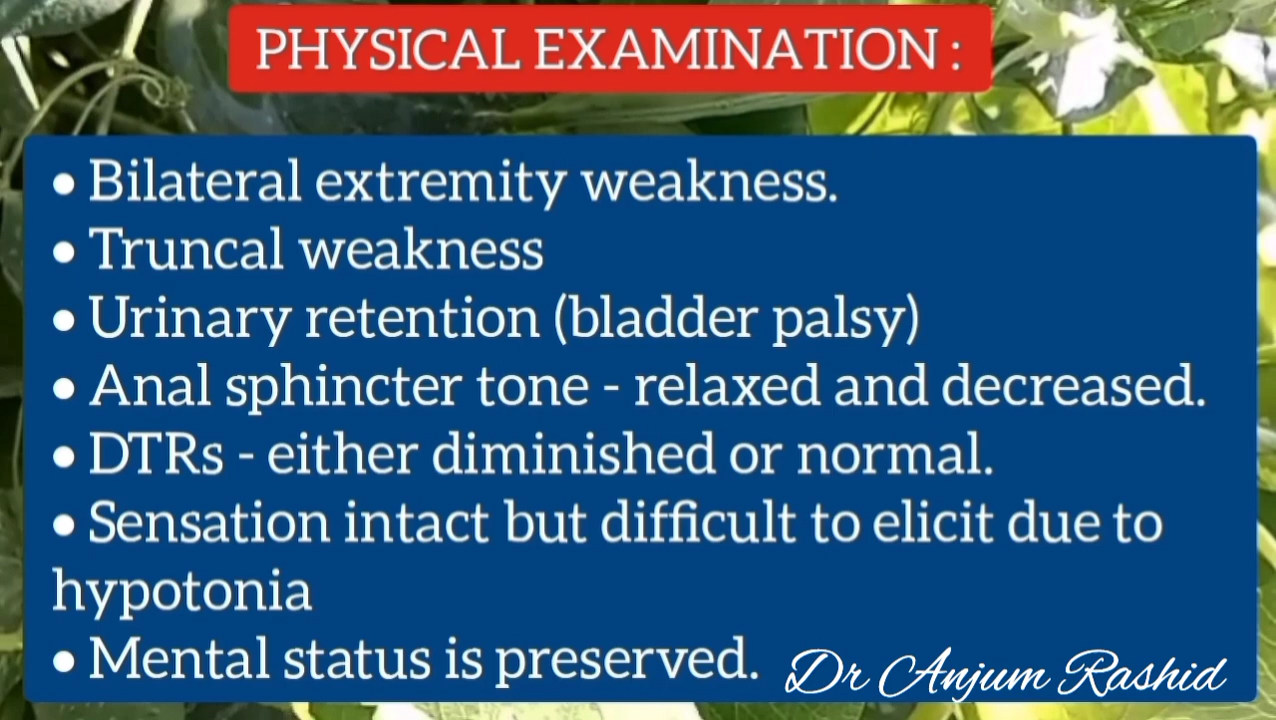 PHYSICAL EXAMINATION :
• Bilateral extremity weakness.
• Truncal weakness
• Urinary retention (bladder palsy)
• Anal sphincter tone - relaxed and decreased.
• DTRs - either diminished or normal.
• Sensation intact but difficult to elicit due to
hypotonia
• Mental status is preserved.
Dr Anjum Rashid